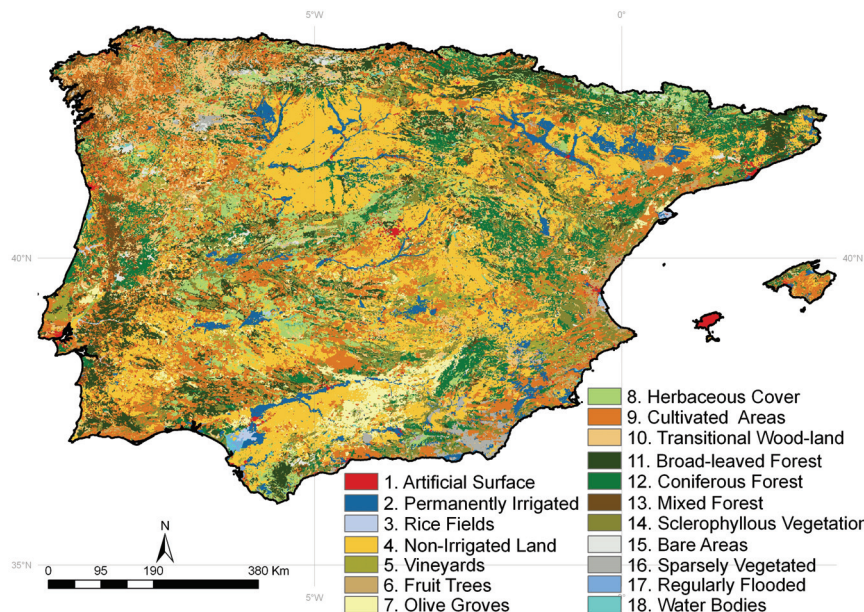 5°W
0°
40°N
40°N
8. Herbaceous Cover
9. Cultivated Areas
10. Transitional Wood-land
11. Broad-leaved Forest
12. Coniferous Forest
13. Mixed Forest
14. Sclerophyllous Vegetation
15. Bare Areas
16. Sparsely Vegetated
17. Regularly Flooded
18. Water Bodies
1. Artificial Surface
2. Permanently Irrigated
3. Rice Fields
4. Non-Irrigated Land
5. Vineyards
6. Fruit Trees
7. Olive Groves
N
35°N
0 95 190 380 Km
5°W
0°